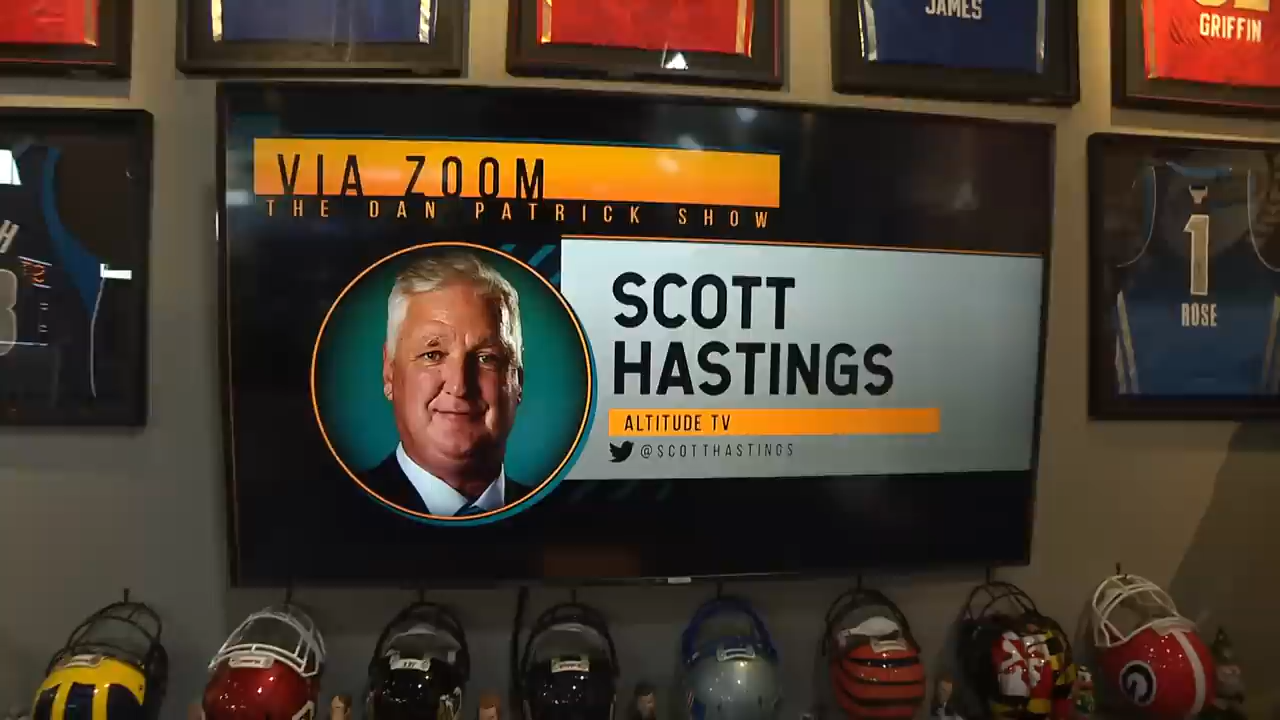 JAMES
GRIFFIN
VIA ZOOM
THE DAN PATRICK SHOW
SCOTT
HASTINGS
ALTITUDE TV
@SCOTTHASTINGS
1
ROSE
G